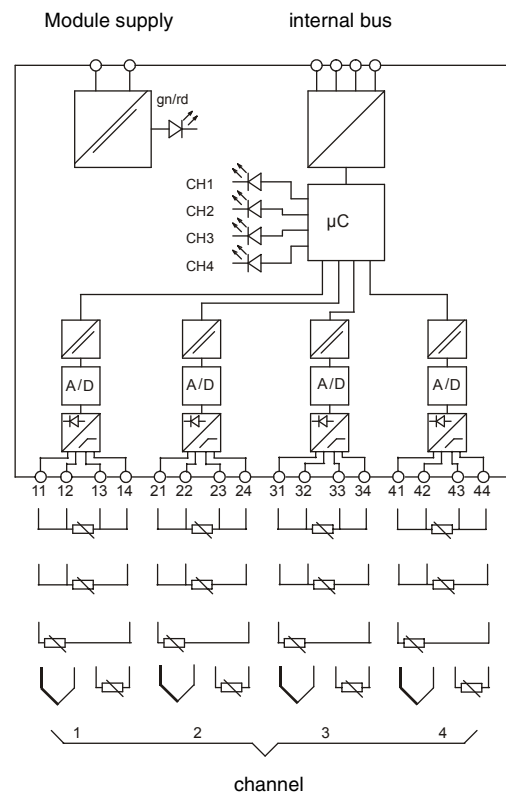 Module supply internal bus
gn/rd
CH1
CH2
CH3
CH4
µC
A/D A/D A/D A/D
11 12 13 14 21 22 23 24 31 32 33 34 41 42 43 44
1 2 3 4
channel